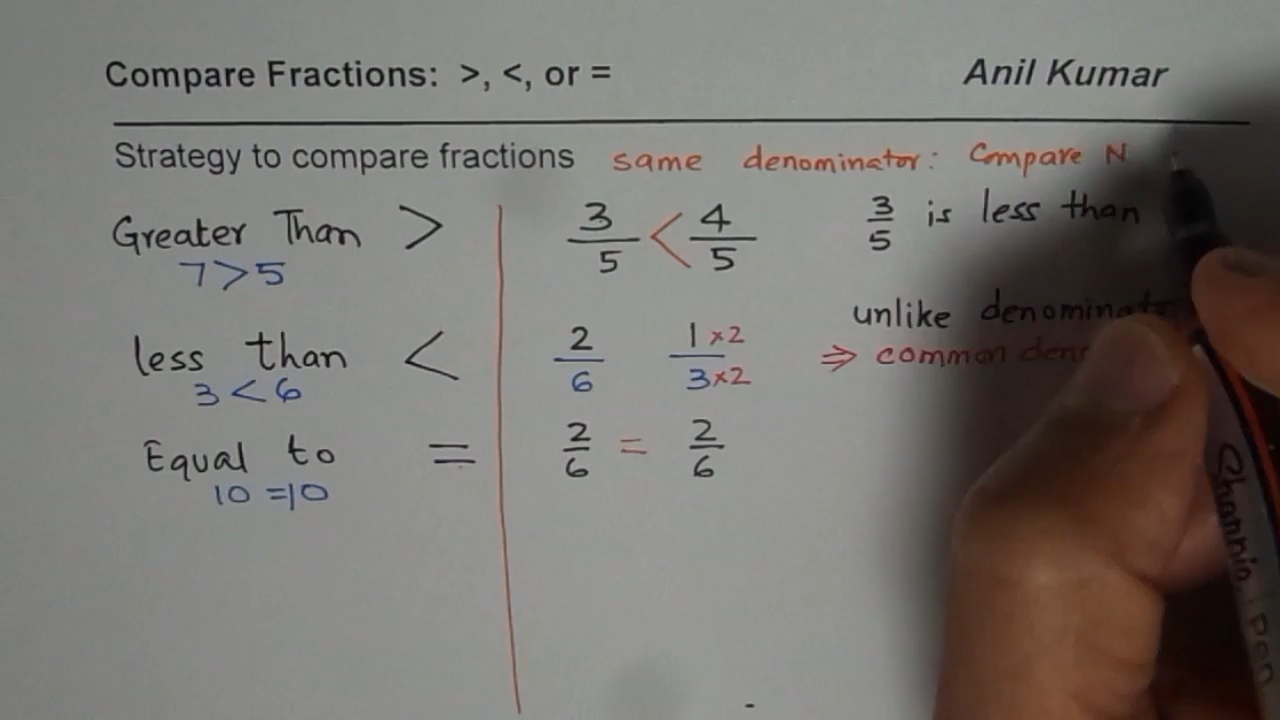 Compare Fractions: >, <, or =
Anil Kumar
Strategy to compare fractions same denominator: Compare N
Greater Than >
7 > 5
3/5 < 4/5
3/5 is less than
less than <
3 < 6
2/6 1×2/3×2
unlike
⇒ common
Equal to =
10 = 10
2/6 = 2/6
Pen